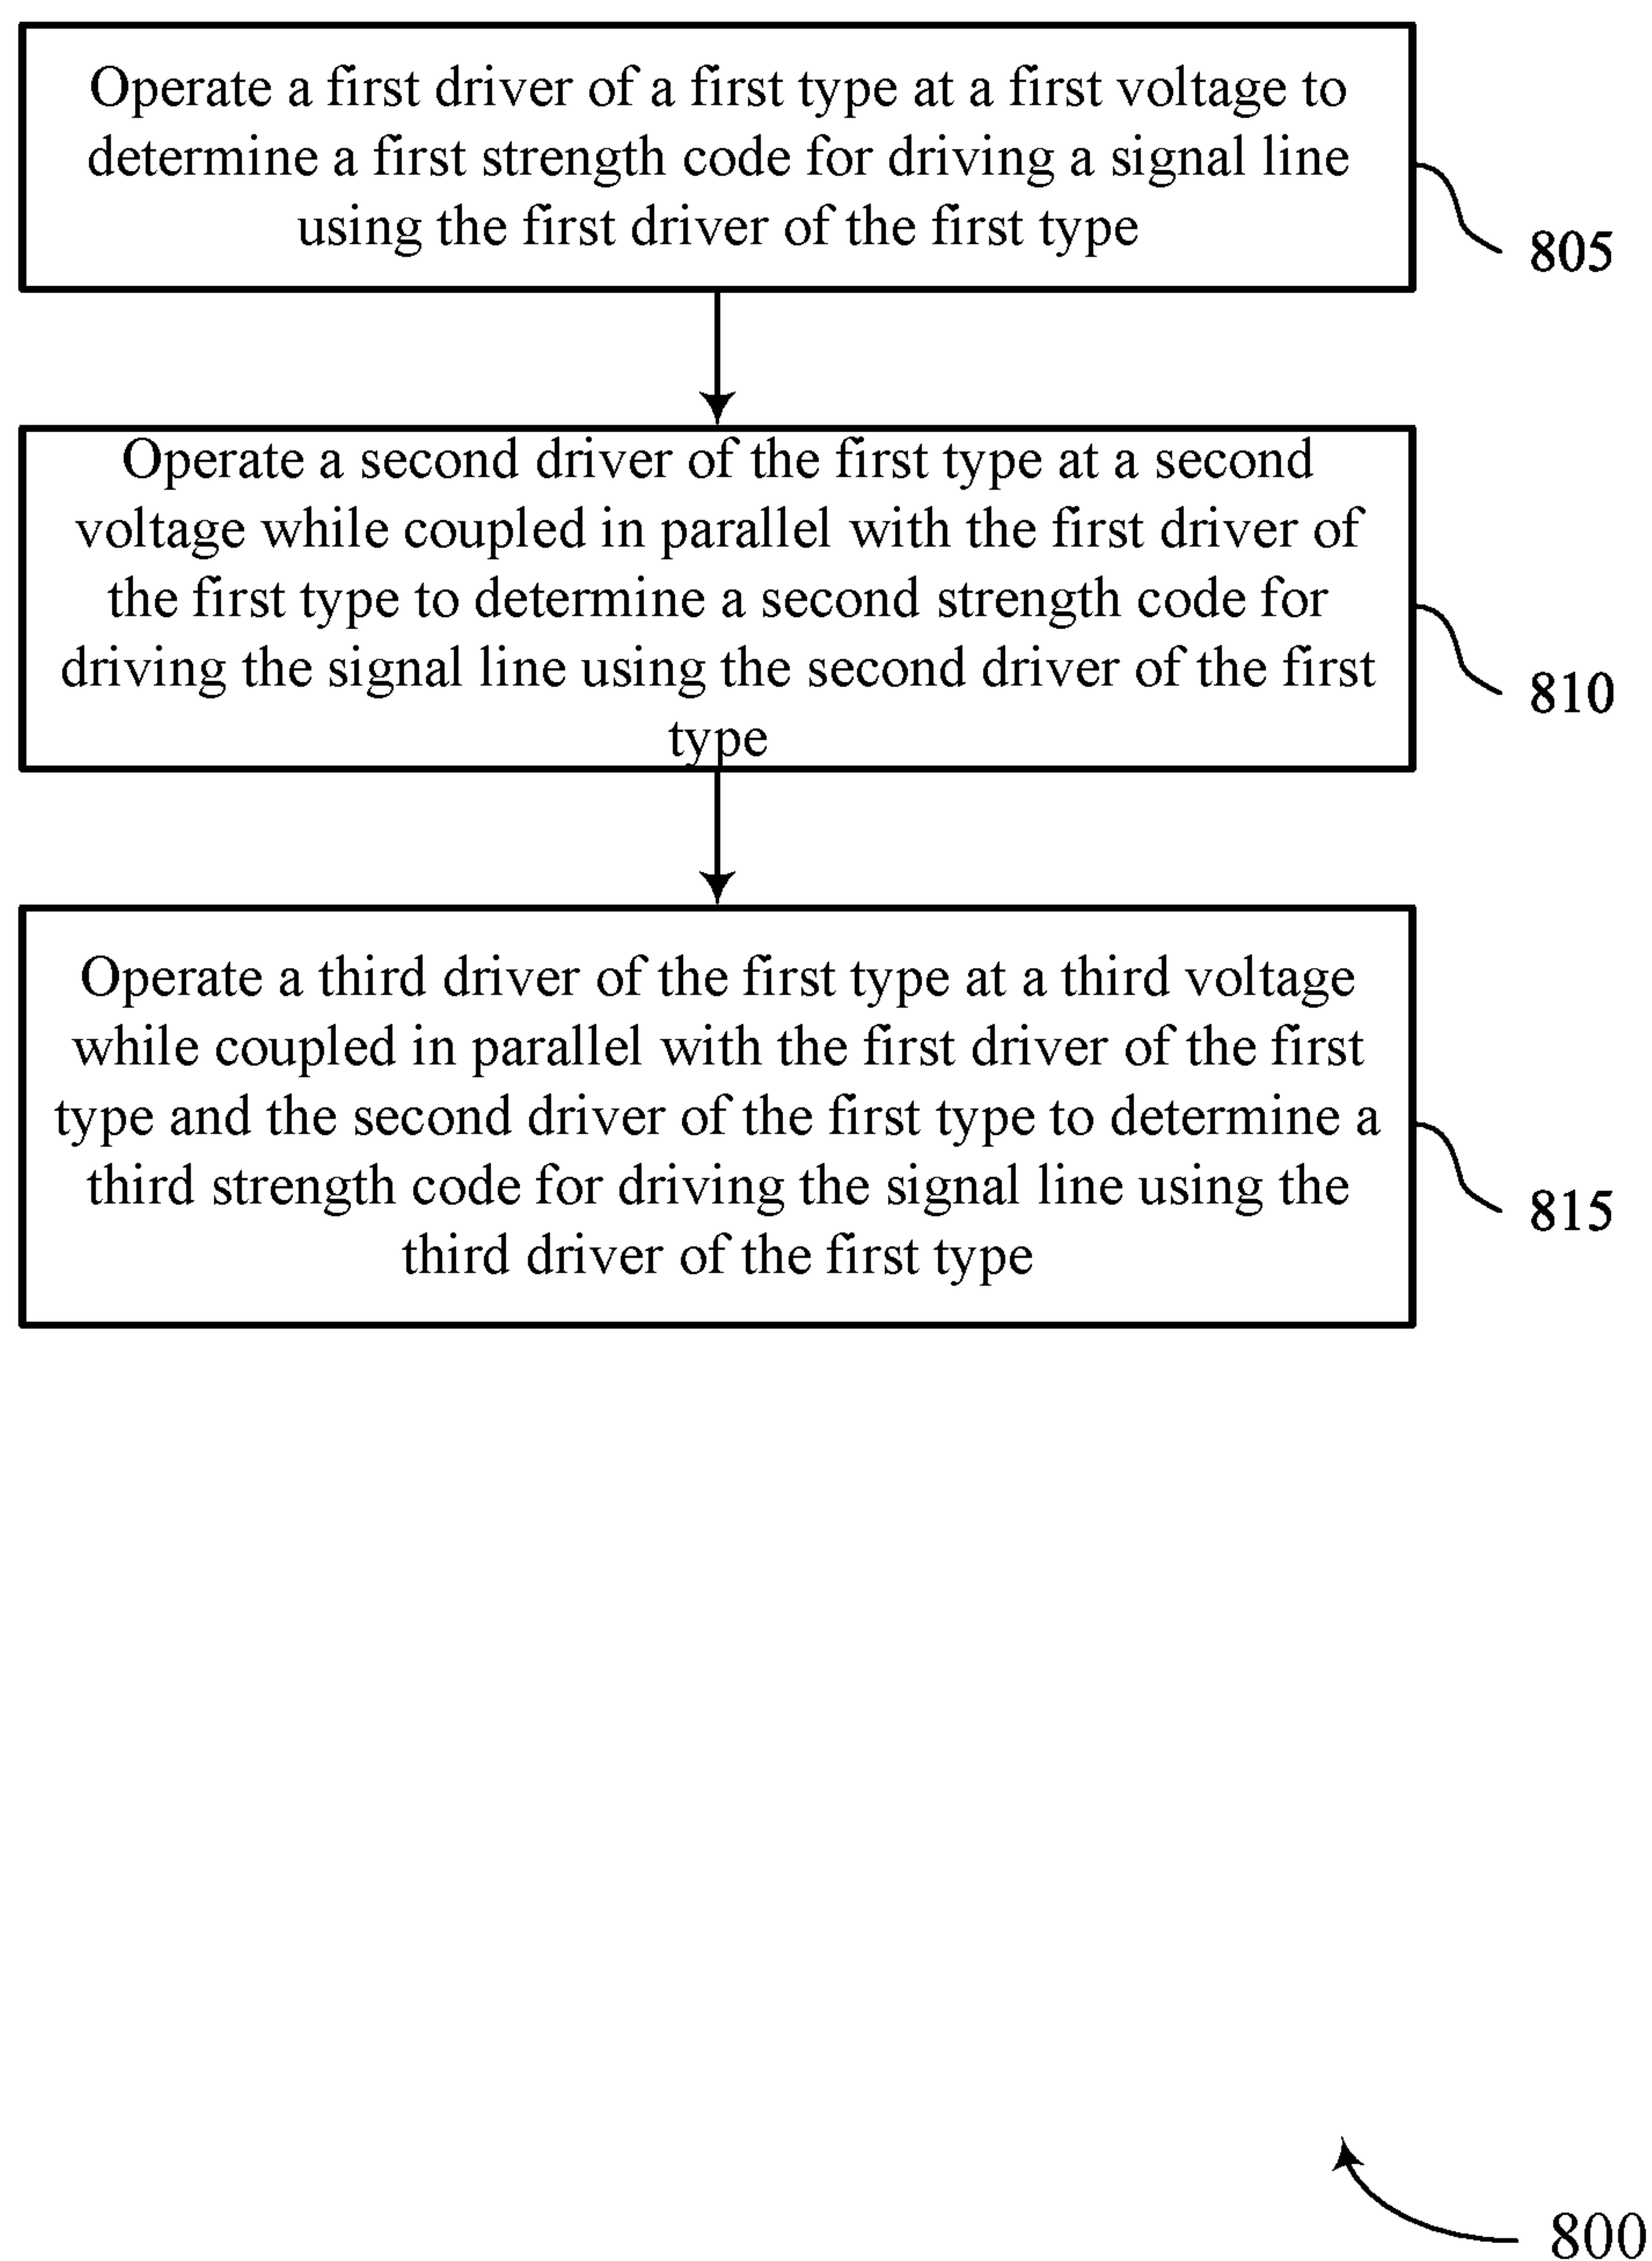 Operate a first driver of a first type at a first voltage to
determine a first strength code for driving a signal line
using the first driver of the first type
805
Operate a second driver of the first type at a second
voltage while coupled in parallel with the first driver of
the first type to determine a second strength code for
driving the signal line using the second driver of the first
type
810
Operate a third driver of the first type at a third voltage
while coupled in parallel with the first driver of the first
type and the second driver of the first type to determine a
third strength code for driving the signal line using the
third driver of the first type
815
800